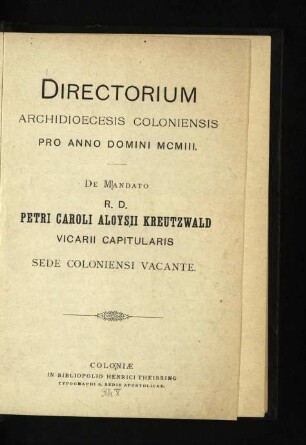 DIRECTORIUM
ARCHIDIOECESIS COLONIENSIS
PRO ANNO DOMINI MCMIII.
DE MANDATO
R. D.
PETRI CAROLI ALOYSII KREUTZWALD
VICARII CAPITULARIS
SEDE COLONIENSI VACANTE.
COLONIÆ
IN BIBLIOPOLIO HENRICI THEISSING
TYPOGRAPHI S. SEDIS APOSTOLICAE.